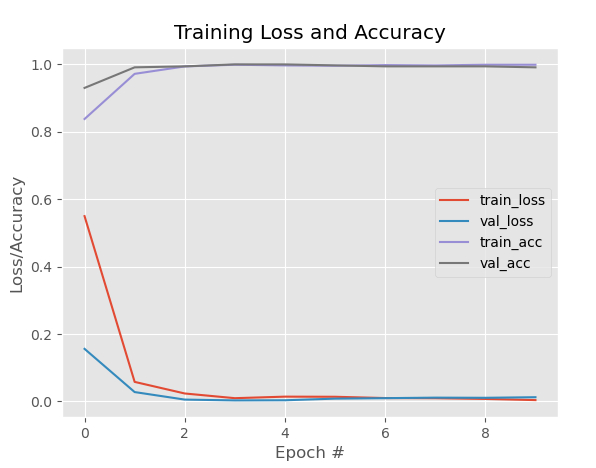 Training Loss and Accuracy
1.0
0.8
0.6
0.4
0.2
0.0
Loss/Accuracy
train_loss
val_loss
train_acc
val_acc
0 2 4 6 8
Epoch #